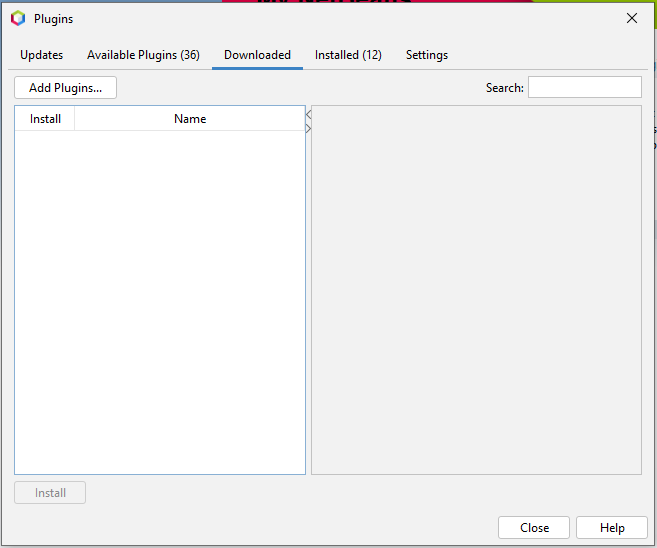 Plugins
Updates Available Plugins (36) Downloaded Installed (12) Settings
Add Plugins... Search:
Install Name
Install
Close Help